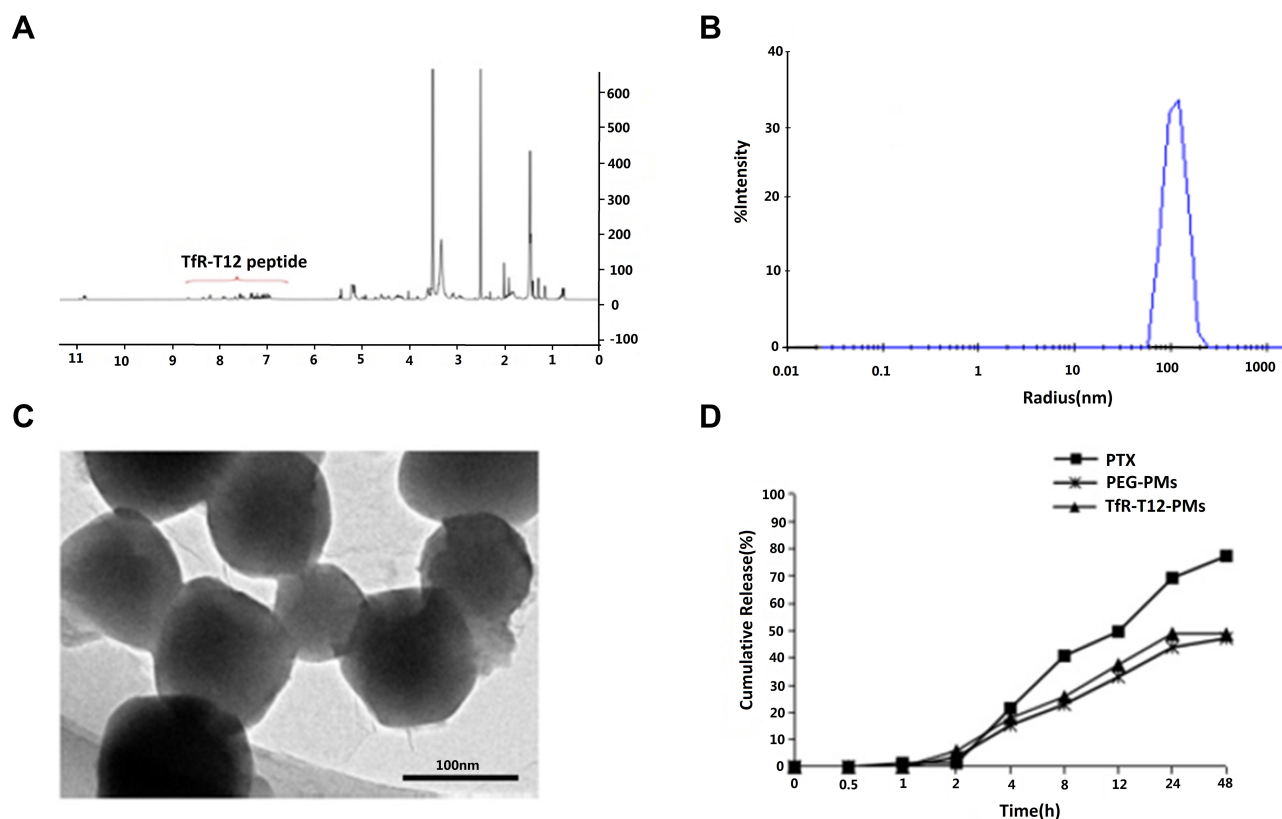 A
TfR-T12 peptide
600
500
400
300
200
100
0
-100
11 10 9 8 7 6 5 4 3 2 1 0
B
40
30
20
10
0
%Intensity
0.01 0.1 1 10 100 1000
Radius(nm)
C
100nm
D
PTX
PEG-PMs
TfR-T12-PMs
100
90
80
70
60
50
40
30
20
10
0
Cumulative Release(%)
0 0.5 1 2 4 8 12 24 48
Time(h)